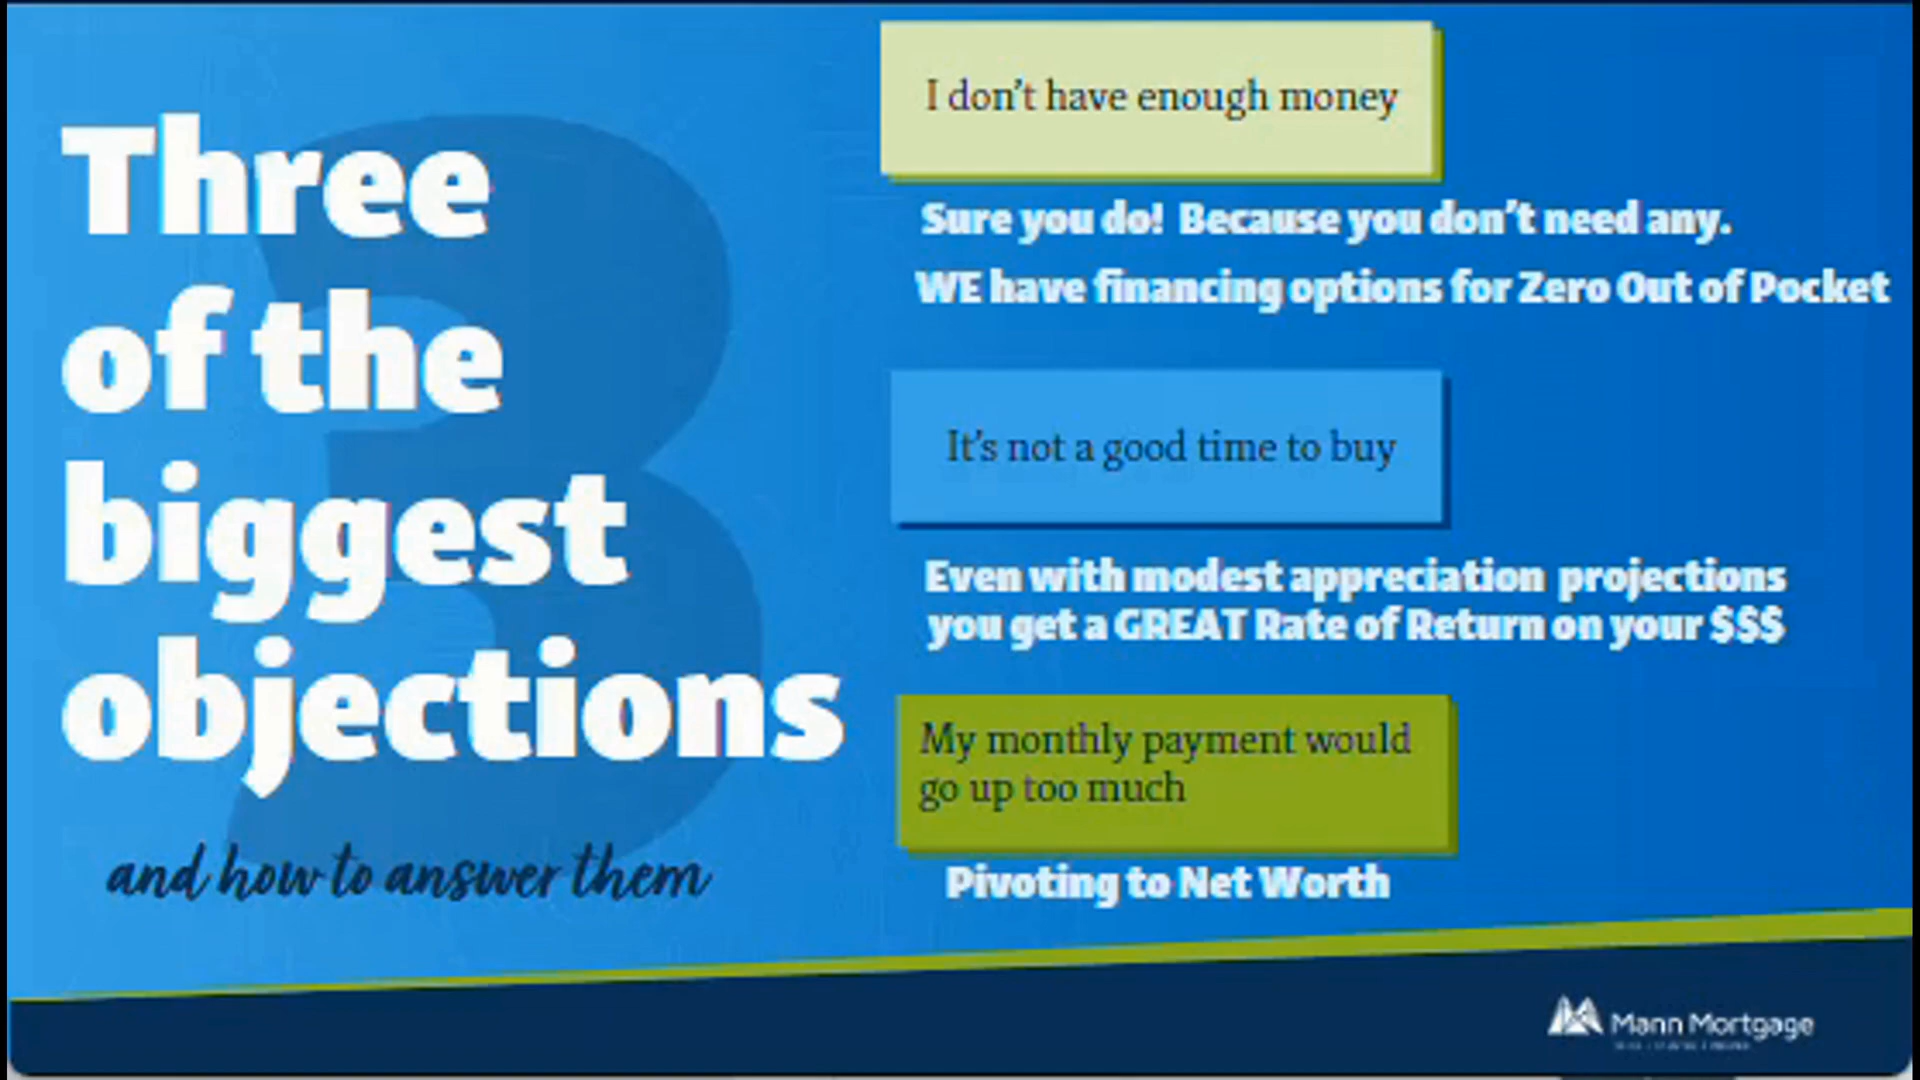 Three
of the
biggest
objections
and how to answer them
I don't have enough money
Sure you do! Because you don't need any.
WE have financing options for Zero Out of Pocket
It's not a good time to buy
Even with modest appreciation projections
you get a GREAT Rate of Return on your $$$
My monthly payment would
go up too much
Pivoting to Net Worth
Mann Mortgage